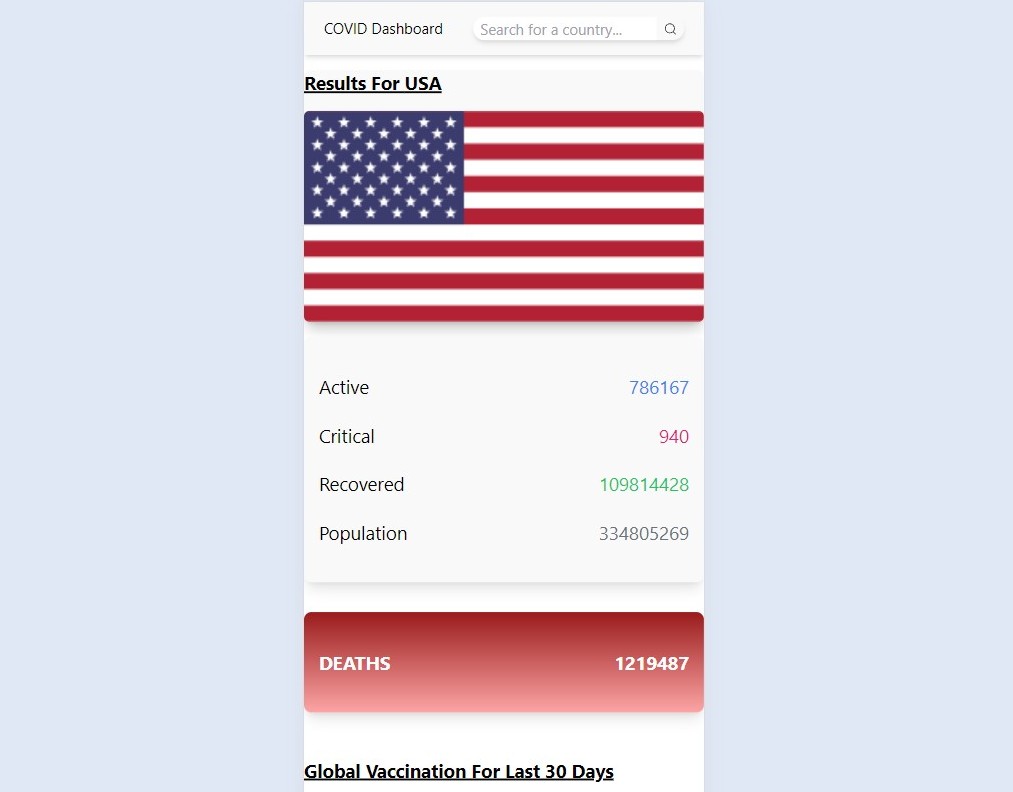 COVID Dashboard Search for a country...
Results For USA
Active 786167
Critical 940
Recovered 109814428
Population 334805269
DEATHS 1219487
Global Vaccination For Last 30 Days